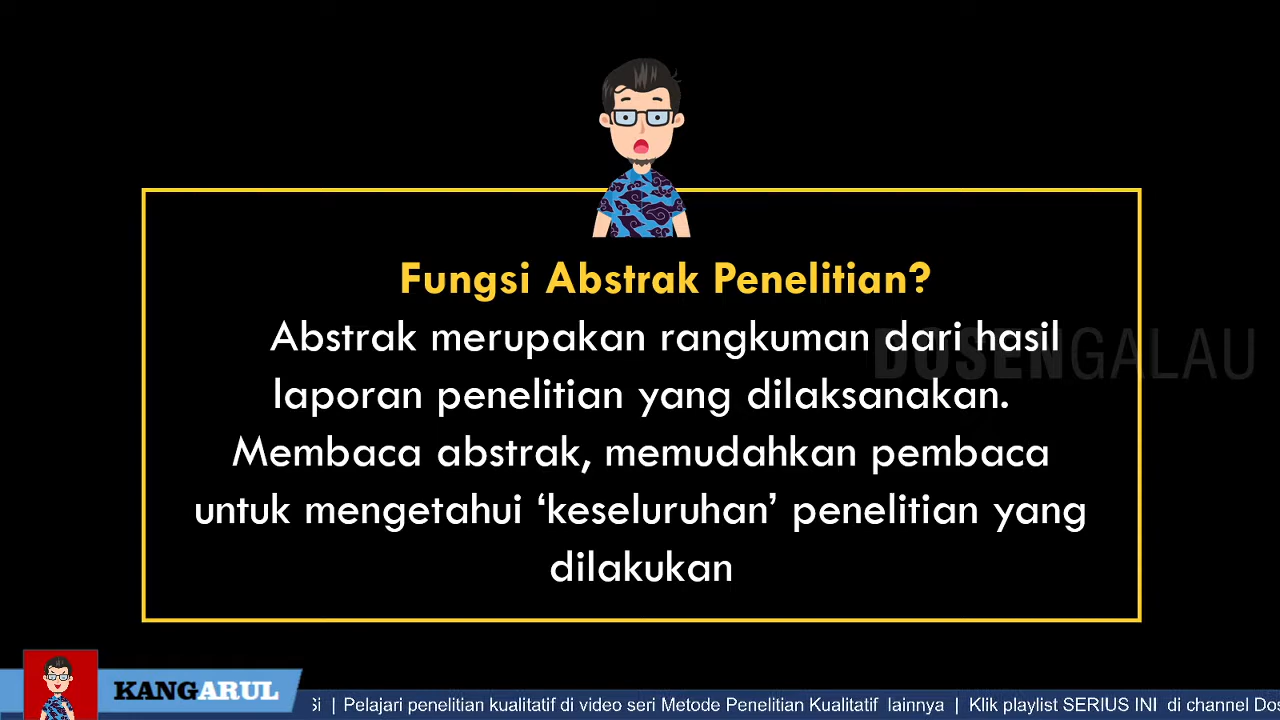 Fungsi Abstrak Penelitian?
Abstrak merupakan rangkuman dari hasil
laporan penelitian yang dilaksanakan.
Membaca abstrak, memudahkan pembaca
untuk mengetahui ‘keseluruhan’ penelitian yang
dilakukan
DOSENGALAU
KANGARUL
| Pelajari penelitian kualitatif di video seri Metode Penelitian Kualitatif lainnya | Klik playlist SERIUS INI di channel